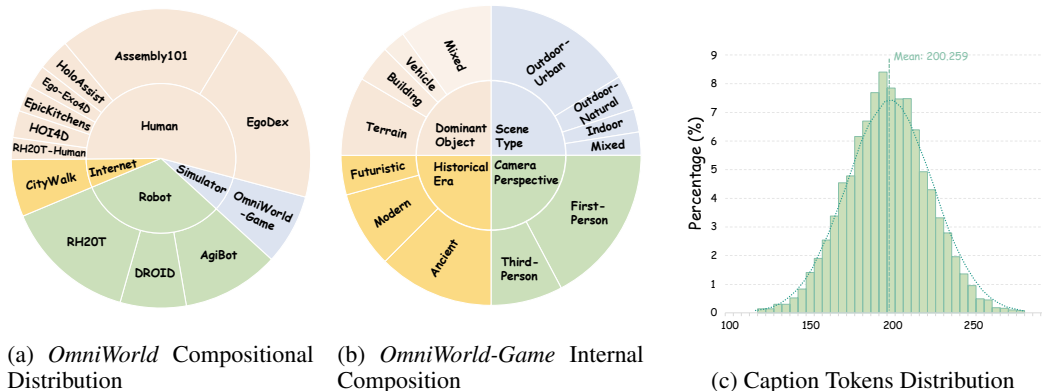 Assembly101
HoloAssist
Ego-Exo4D
EpicKitchens
HOI4D
RH20T-Human
Human
EgoDex
CityWalk
Internet
Simulator
OmniWorld
-Game
Robot
RH20T
DROID
AgiBot
(a) OmniWorld Compositional
Distribution
Mixed
Vehicle
Building
Terrain
Dominant
Object
Outdoor-
Urban
Outdoor-
Natural
Indoor
Mixed
Scene
Type
Futuristic
Modern
Ancient
Historical
Era
Camera
Perspective
First-
Person
Third-
Person
(b) OmniWorld-Game Internal
Composition
Mean: 200.259
Percentage (%)
9
8
7
6
5
4
3
2
1
0
100 150 200 250
(c) Caption Tokens Distribution